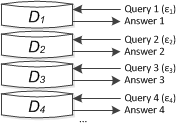 D1
Query 1 (ε1)
Answer 1
D2
Query 2 (ε2)
Answer 2
D3
Query 3 (ε3)
Answer 3
D4
Query 4 (ε4)
Answer 4
...